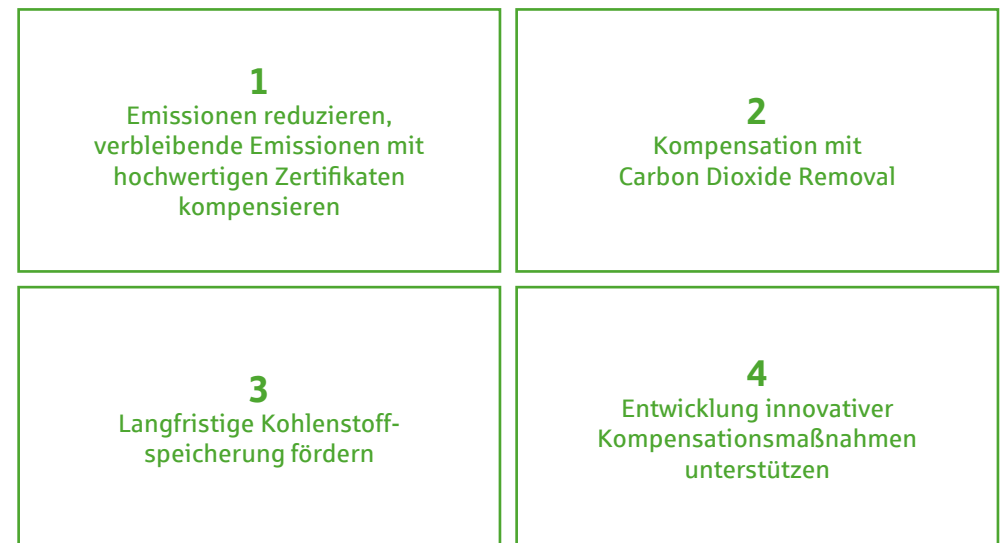 1
Emissionen reduzieren,
verbleibende Emissionen mit
hochwertigen Zertifikaten
kompensieren
2
Kompensation mit
Carbon Dioxide Removal
3
Langfristige Kohlenstoff-
speicherung fördern
4
Entwicklung innovativer
Kompensationsmaßnahmen
unterstützen